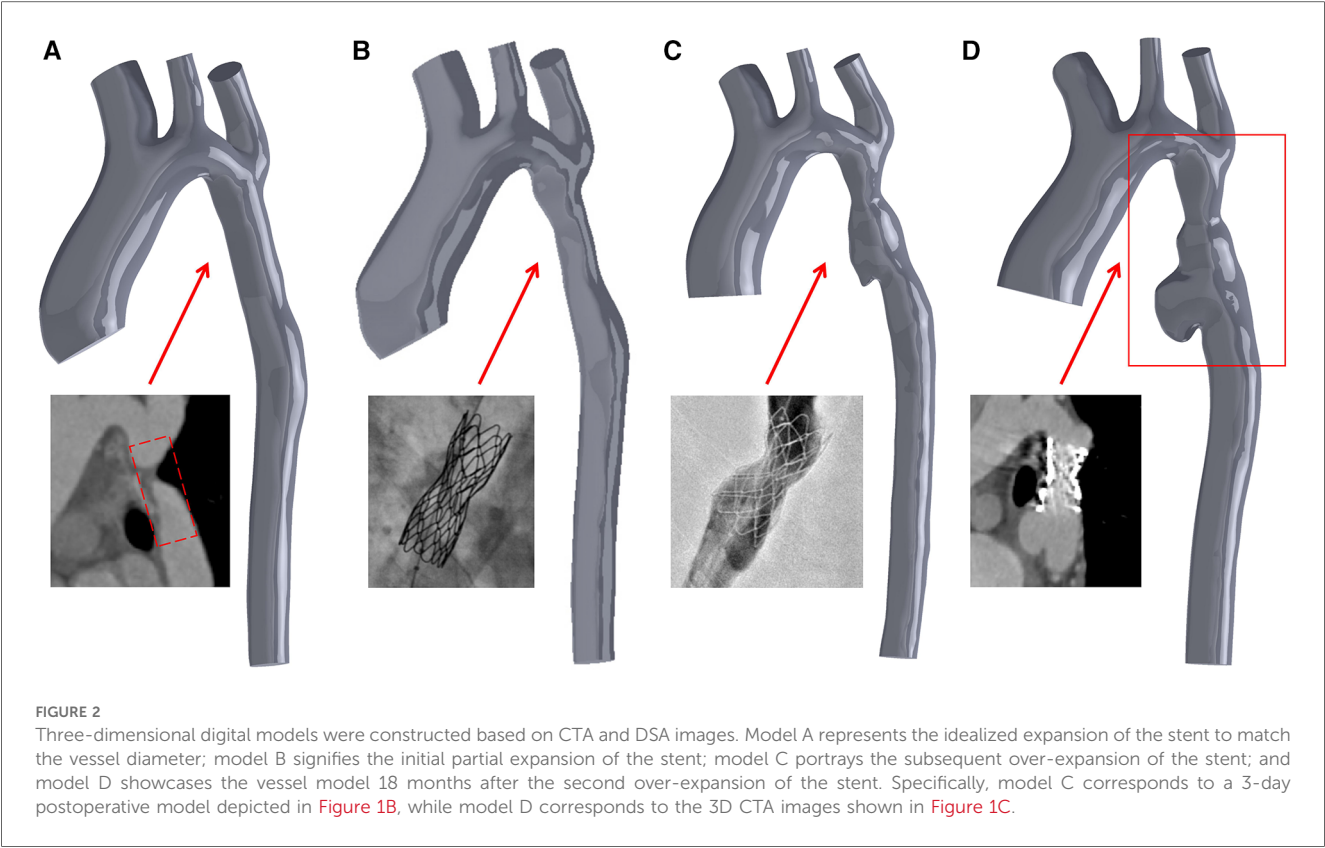 A
B
C
D
FIGURE 2
Three-dimensional digital models were constructed based on CTA and DSA images. Model A represents the idealized expansion of the stent to match
the vessel diameter; model B signifies the initial partial expansion of the stent; model C portrays the subsequent over-expansion of the stent; and
model D showcases the vessel model 18 months after the second over-expansion of the stent. Specifically, model C corresponds to a 3-day
postoperative model depicted in Figure 1B, while model D corresponds to the 3D CTA images shown in Figure 1C.